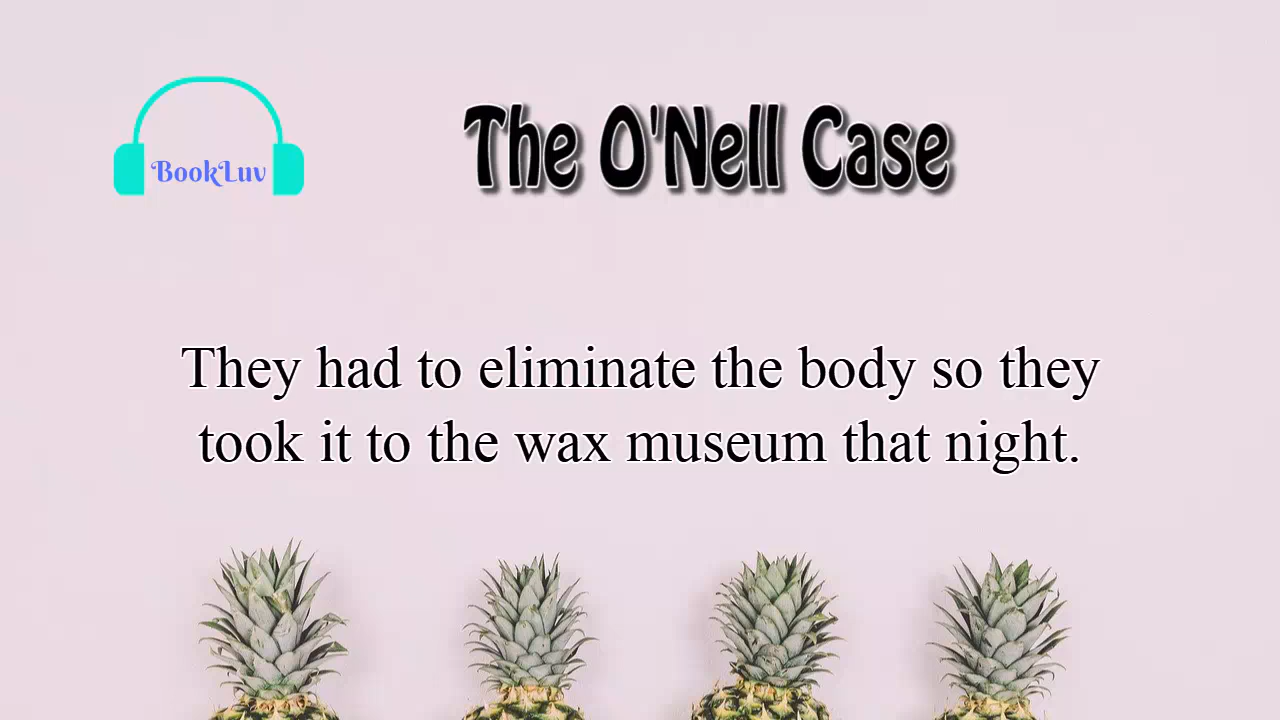 BookLuv
The O'Nell Case
They had to eliminate the body so they
took it to the wax museum that night.